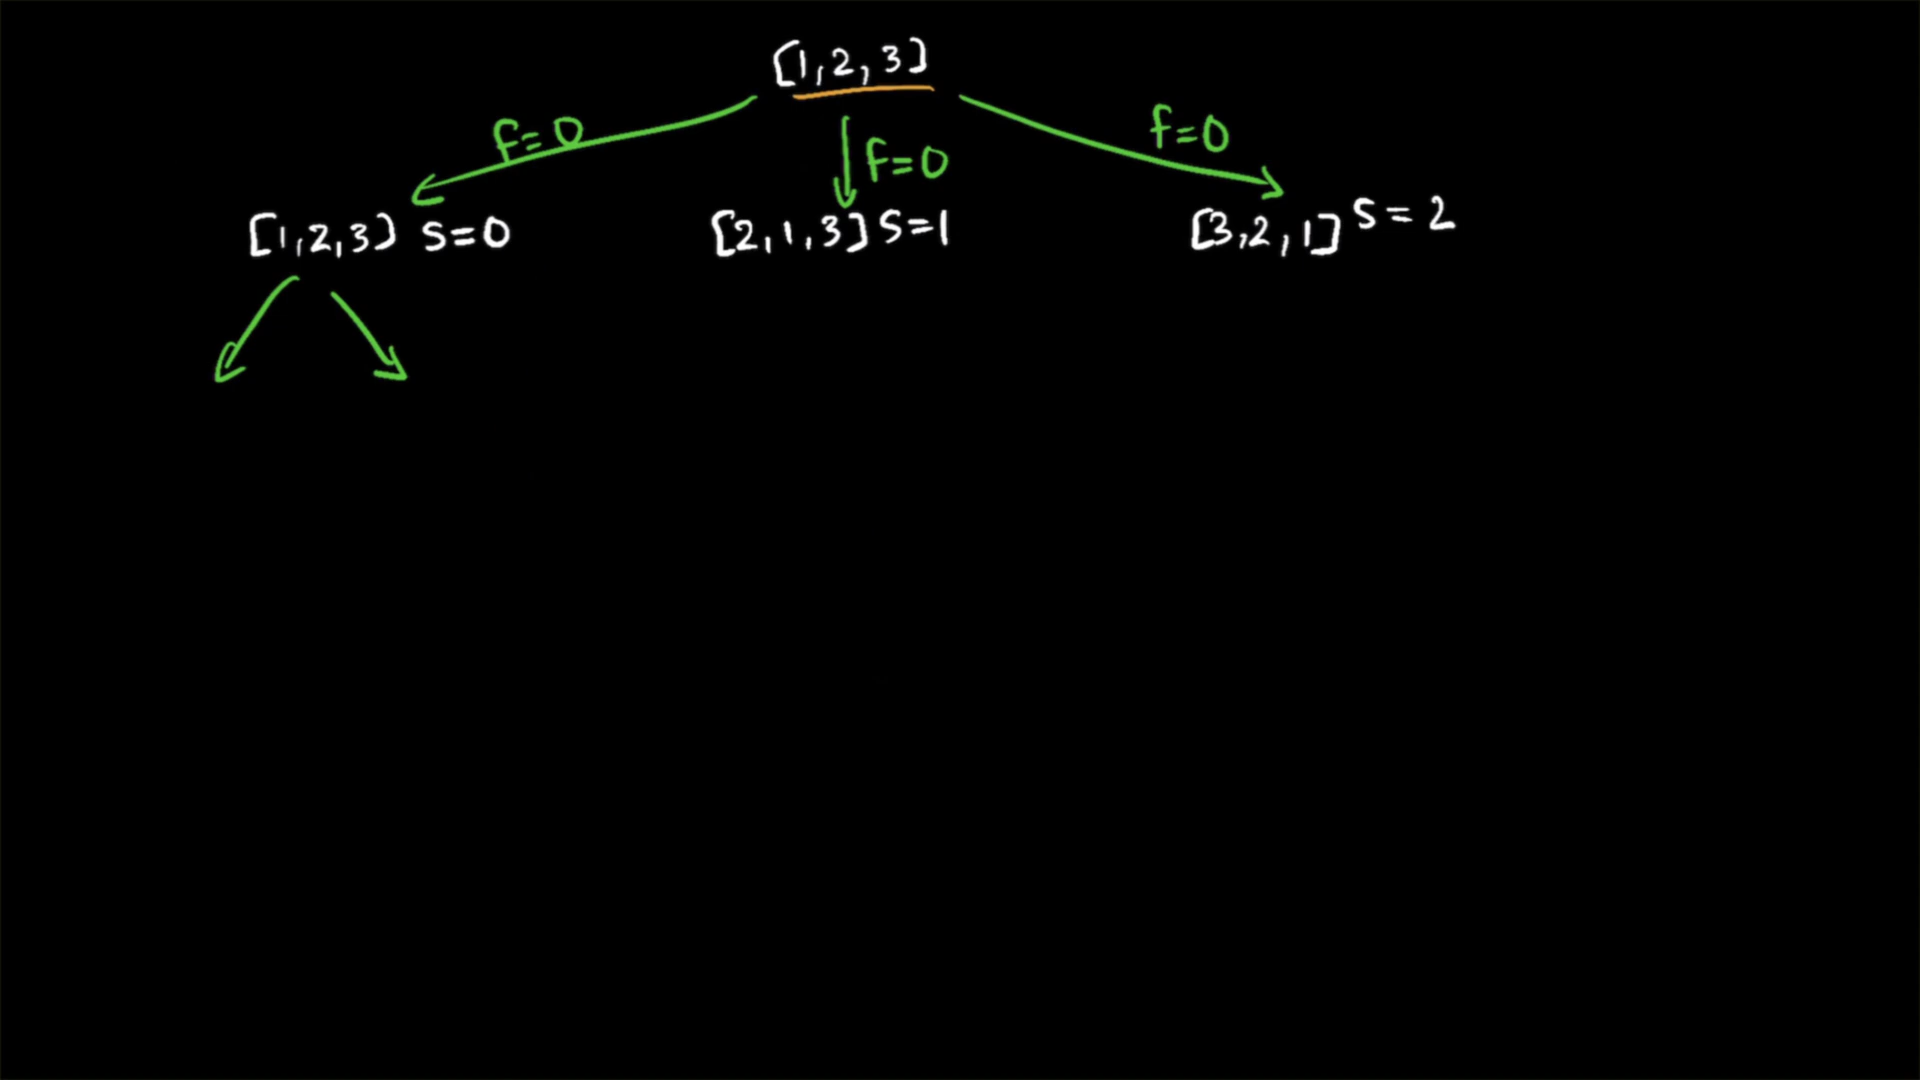 [1,2,3]
f=0
f=0
f=0
[1,2,3] s=0
[2,1,3] s=1
[3,2,1] s=2